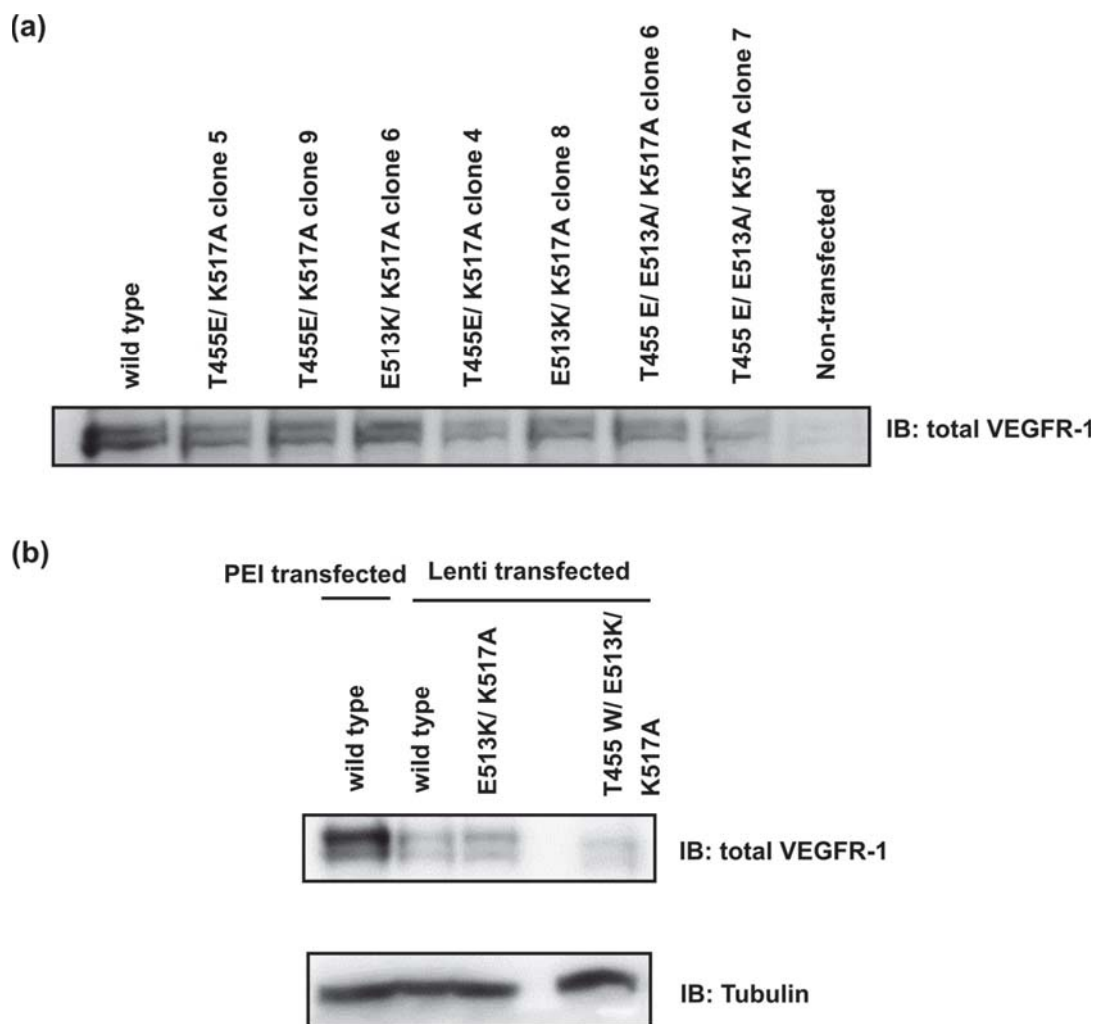 (a)
wild type
T455E/ K517A clone 5
T455E/ K517A clone 9
E513K/ K517A clone 6
T455E/ K517A clone 4
E513K/ K517A clone 8
T455 E/ E513A/ K517A clone 6
T455 E/ E513A/ K517A clone 7
Non-transfected
IB: total VEGFR-1
(b)
PEI transfected
Lenti transfected
wild type
wild type
E513K/ K517A
T455 W/ E513K/
K517A
IB: total VEGFR-1
IB: Tubulin